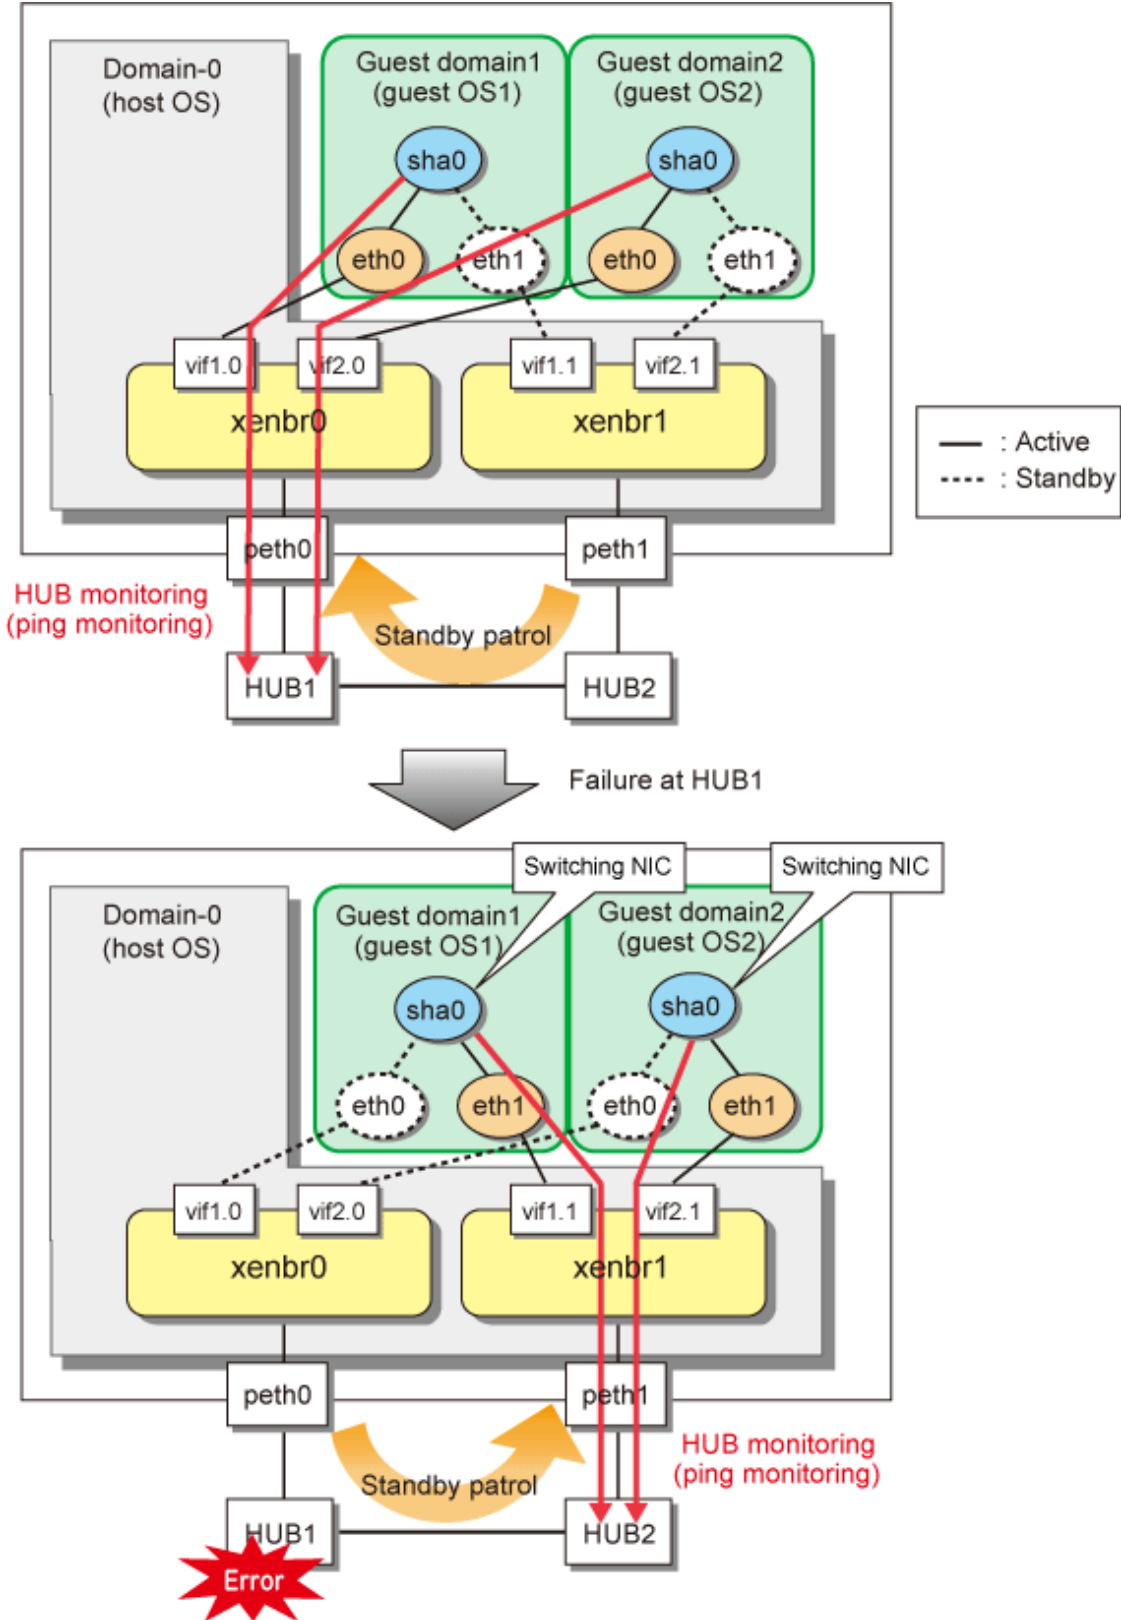 Domain-0
(host OS)
Guest domain1
(guest OS1)
Guest domain2
(guest OS2)
sha0
sha0
eth0
eth1
eth0
eth1
vif1.0
vif2.0
vif1.1
vif2.1
xenbr0
xenbr1
: Active
: Standby
peth0
peth1
HUB monitoring
(ping monitoring)
Standby patrol
HUB1
HUB2
Failure at HUB1
Switching NIC
Switching NIC
Domain-0
(host OS)
Guest domain1
(guest OS1)
Guest domain2
(guest OS2)
sha0
sha0
eth0
eth1
eth0
eth1
vif1.0
vif2.0
vif1.1
vif2.1
xenbr0
xenbr1
peth0
peth1
HUB monitoring
(ping monitoring)
Standby patrol
HUB1
HUB2
Error